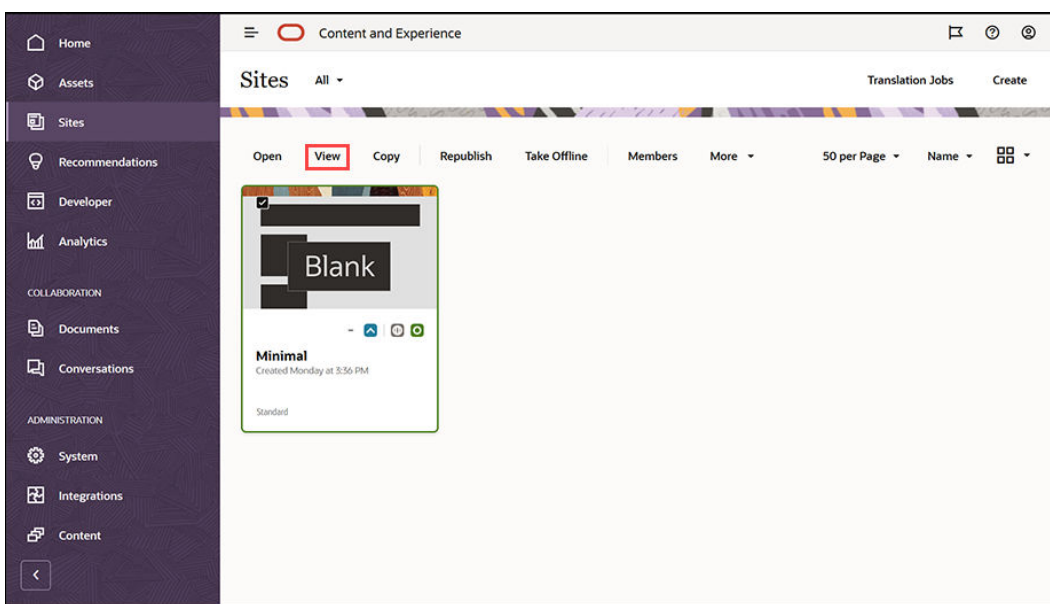 Home
Assets
Sites
Recommendations
Developer
Analytics
COLLABORATION
Documents
Conversations
ADMINISTRATION
System
Integrations
Content
Content and Experience
Sites All
Translation Jobs Create
Open View Copy Republish Take Offline Members More 50 per Page Name
Blank
Minimal
Created Monday at 3:36 PM
Standard